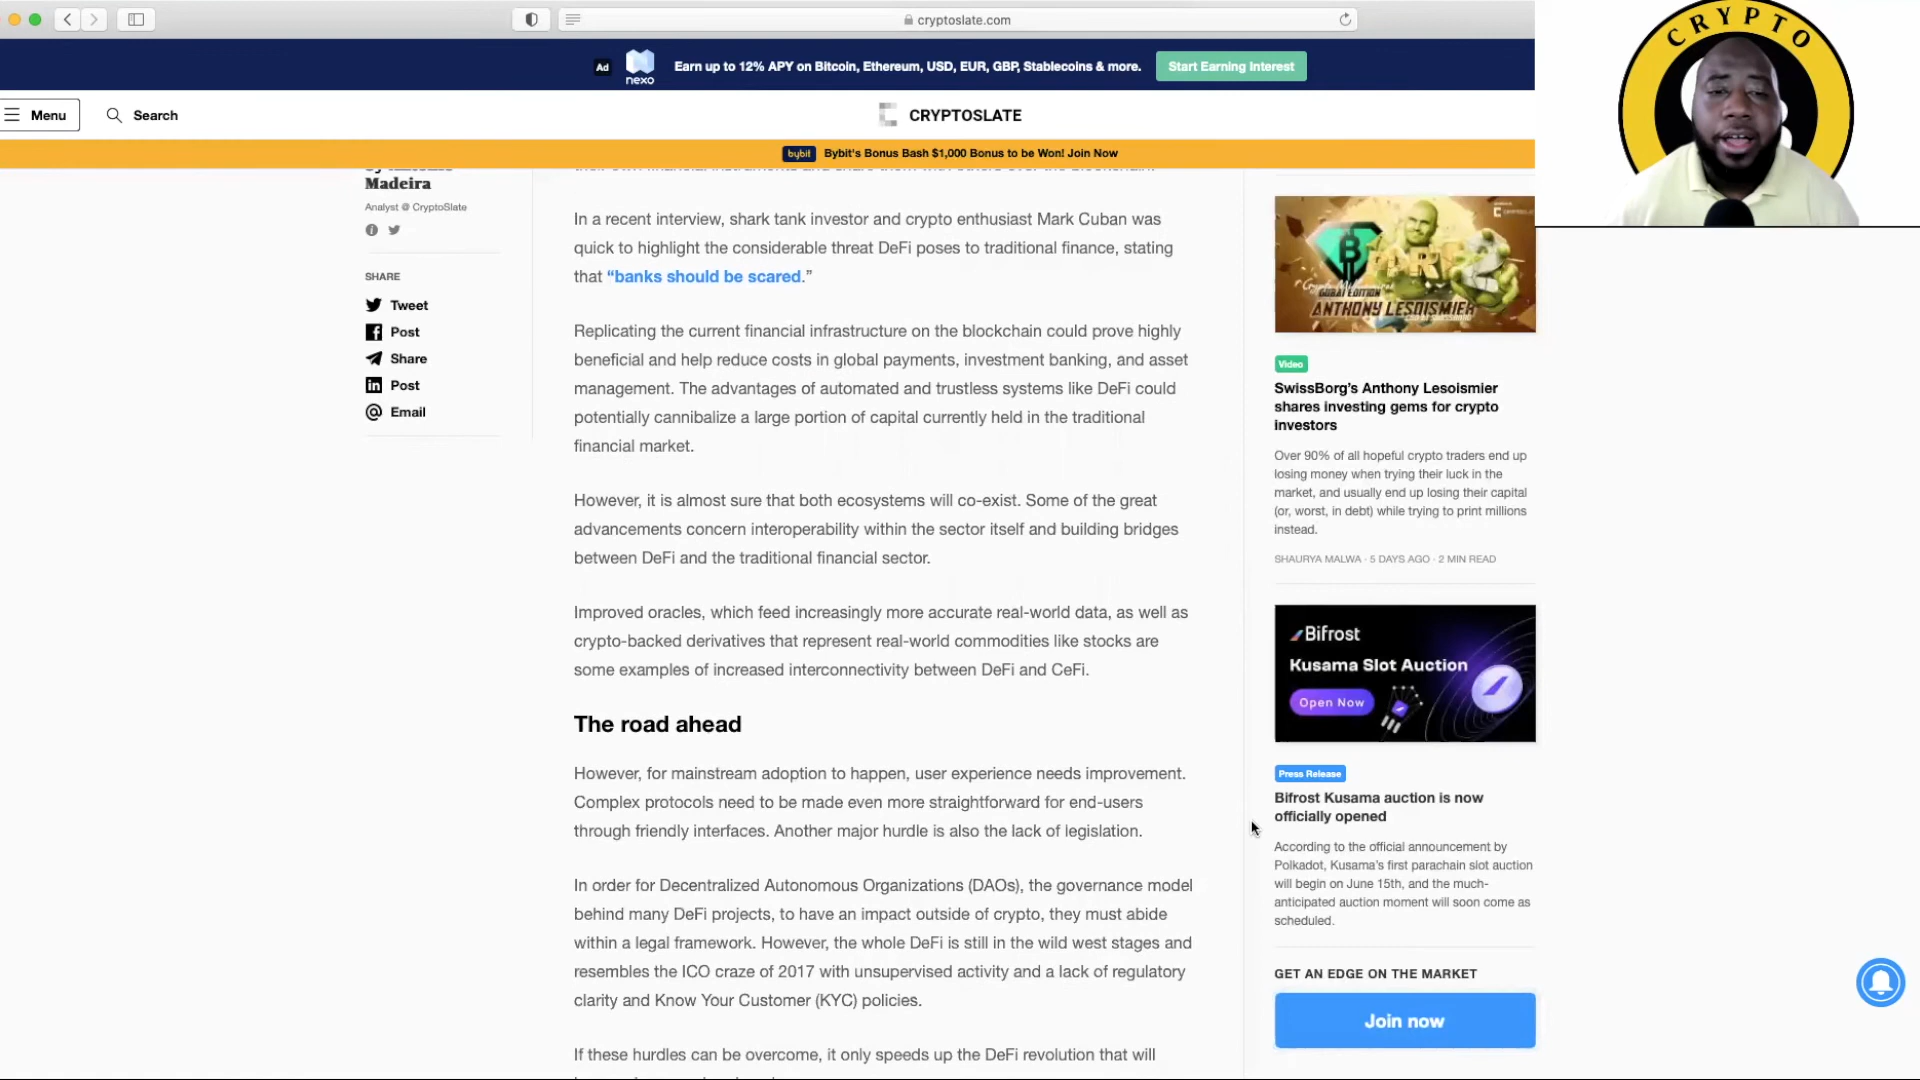 cryptoslate.com
CRYPTO
Ad
nexo
Earn up to 12% APY on Bitcoin, Ethereum, USD, EUR, GBP, Stablecoins & more.
Start Earning Interest
Menu
Search
CRYPTOSLATE
bybit
Bybit's Bonus Bash $1,000 Bonus to be Won! Join Now
Madeira
Analyst @ CryptoSlate
SHARE
Tweet
Post
Share
Post
Email
In a recent interview, shark tank investor and crypto enthusiast Mark Cuban was
quick to highlight the considerable threat DeFi poses to traditional finance, stating
that “banks should be scared.”
Replicating the current financial infrastructure on the blockchain could prove highly
beneficial and help reduce costs in global payments, investment banking, and asset
management. The advantages of automated and trustless systems like DeFi could
potentially cannibalize a large portion of capital currently held in the traditional
financial market.
However, it is almost sure that both ecosystems will co-exist. Some of the great
advancements concern interoperability within the sector itself and building bridges
between DeFi and the traditional financial sector.
Improved oracles, which feed increasingly more accurate real-world data, as well as
crypto-backed derivatives that represent real-world commodities like stocks are
some examples of increased interconnectivity between DeFi and CeFi.
The road ahead
However, for mainstream adoption to happen, user experience needs improvement.
Complex protocols need to be made even more straightforward for end-users
through friendly interfaces. Another major hurdle is also the lack of legislation.
In order for Decentralized Autonomous Organizations (DAOs), the governance model
behind many DeFi projects, to have an impact outside of crypto, they must abide
within a legal framework. However, the whole DeFi is still in the wild west stages and
resembles the ICO craze of 2017 with unsupervised activity and a lack of regulatory
clarity and Know Your Customer (KYC) policies.
If these hurdles can be overcome, it only speeds up the DeFi revolution that will
ANTHONY LESOISMIER
Video
SwissBorg's Anthony Lesoismier
shares investing gems for crypto
investors
Over 90% of all hopeful crypto traders end up
losing money when trying their luck in the
market, and usually end up losing their capital
(or, worst, in debt) while trying to print millions
instead.
SHAURYA MALWA · 5 DAYS AGO · 2 MIN READ
Bifrost
Kusama Slot Auction
Open Now
Press Release
Bifrost Kusama auction is now
officially opened
According to the official announcement by
Polkadot, Kusama's first parachain slot auction
will begin on June 15th, and the much-
anticipated auction moment will soon come as
scheduled.
GET AN EDGE ON THE MARKET
Join now